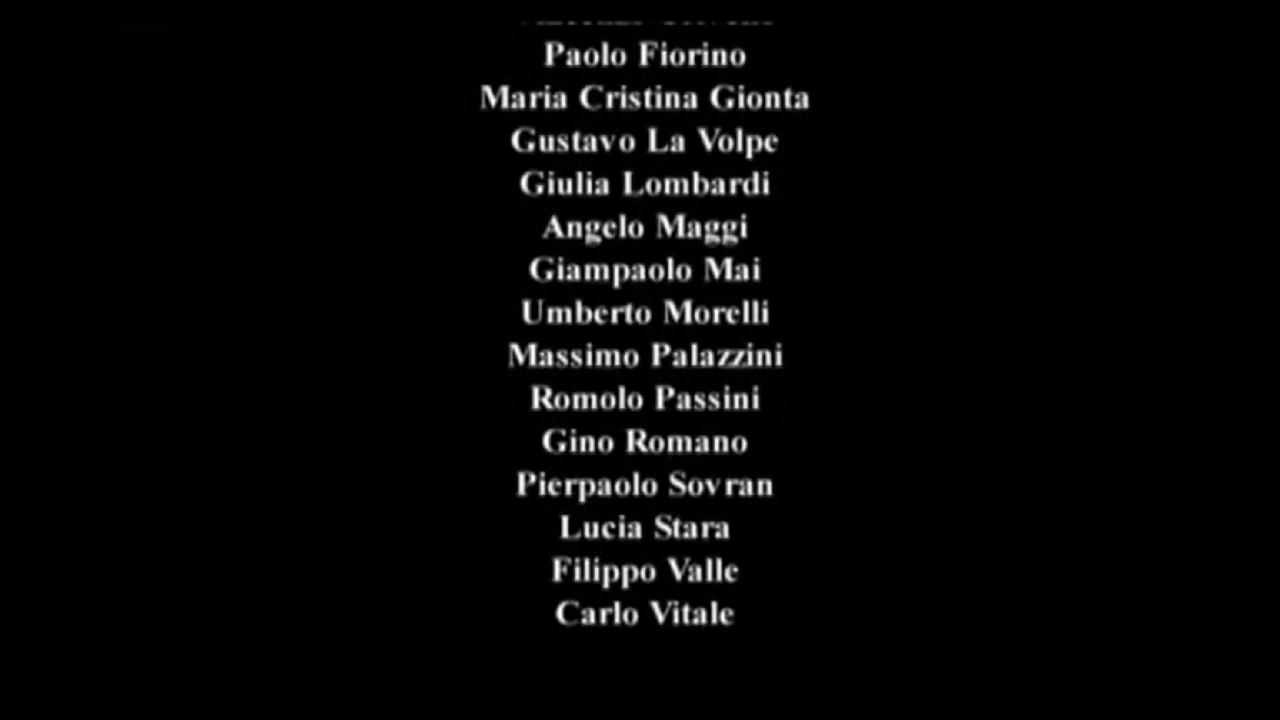 Paolo Fiorino
Maria Cristina Gionta
Gustavo La Volpe
Giulia Lombardi
Angelo Maggi
Giampaolo Mai
Umberto Morelli
Massimo Palazzini
Romolo Passini
Gino Romano
Pierpaolo Sovran
Lucia Stara
Filippo Valle
Carlo Vitale